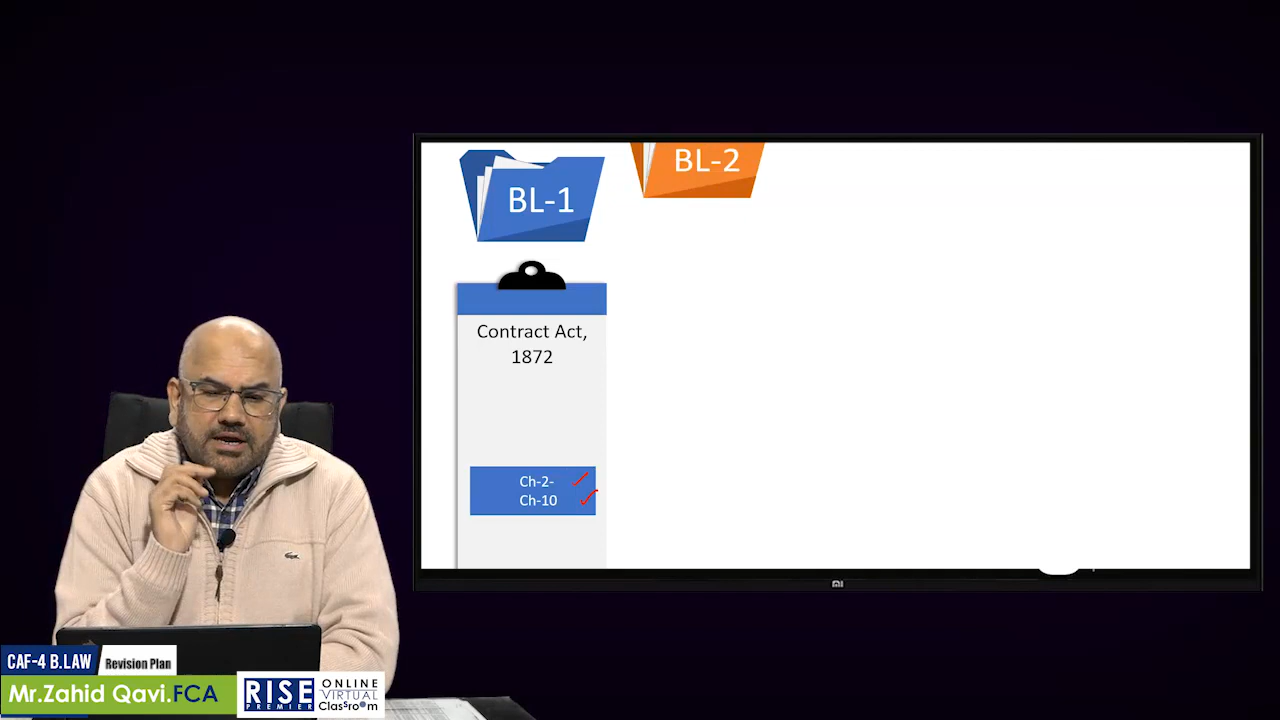 BL-1
BL-2
Contract Act,
1872
Ch-2-
Ch-10
mi
CAF-4 B.LAW
Revision Plan
Mr.Zahid Qavi.FCA
RISE
PREMIER
ONLINE
VIRTUAL
ClassroOm